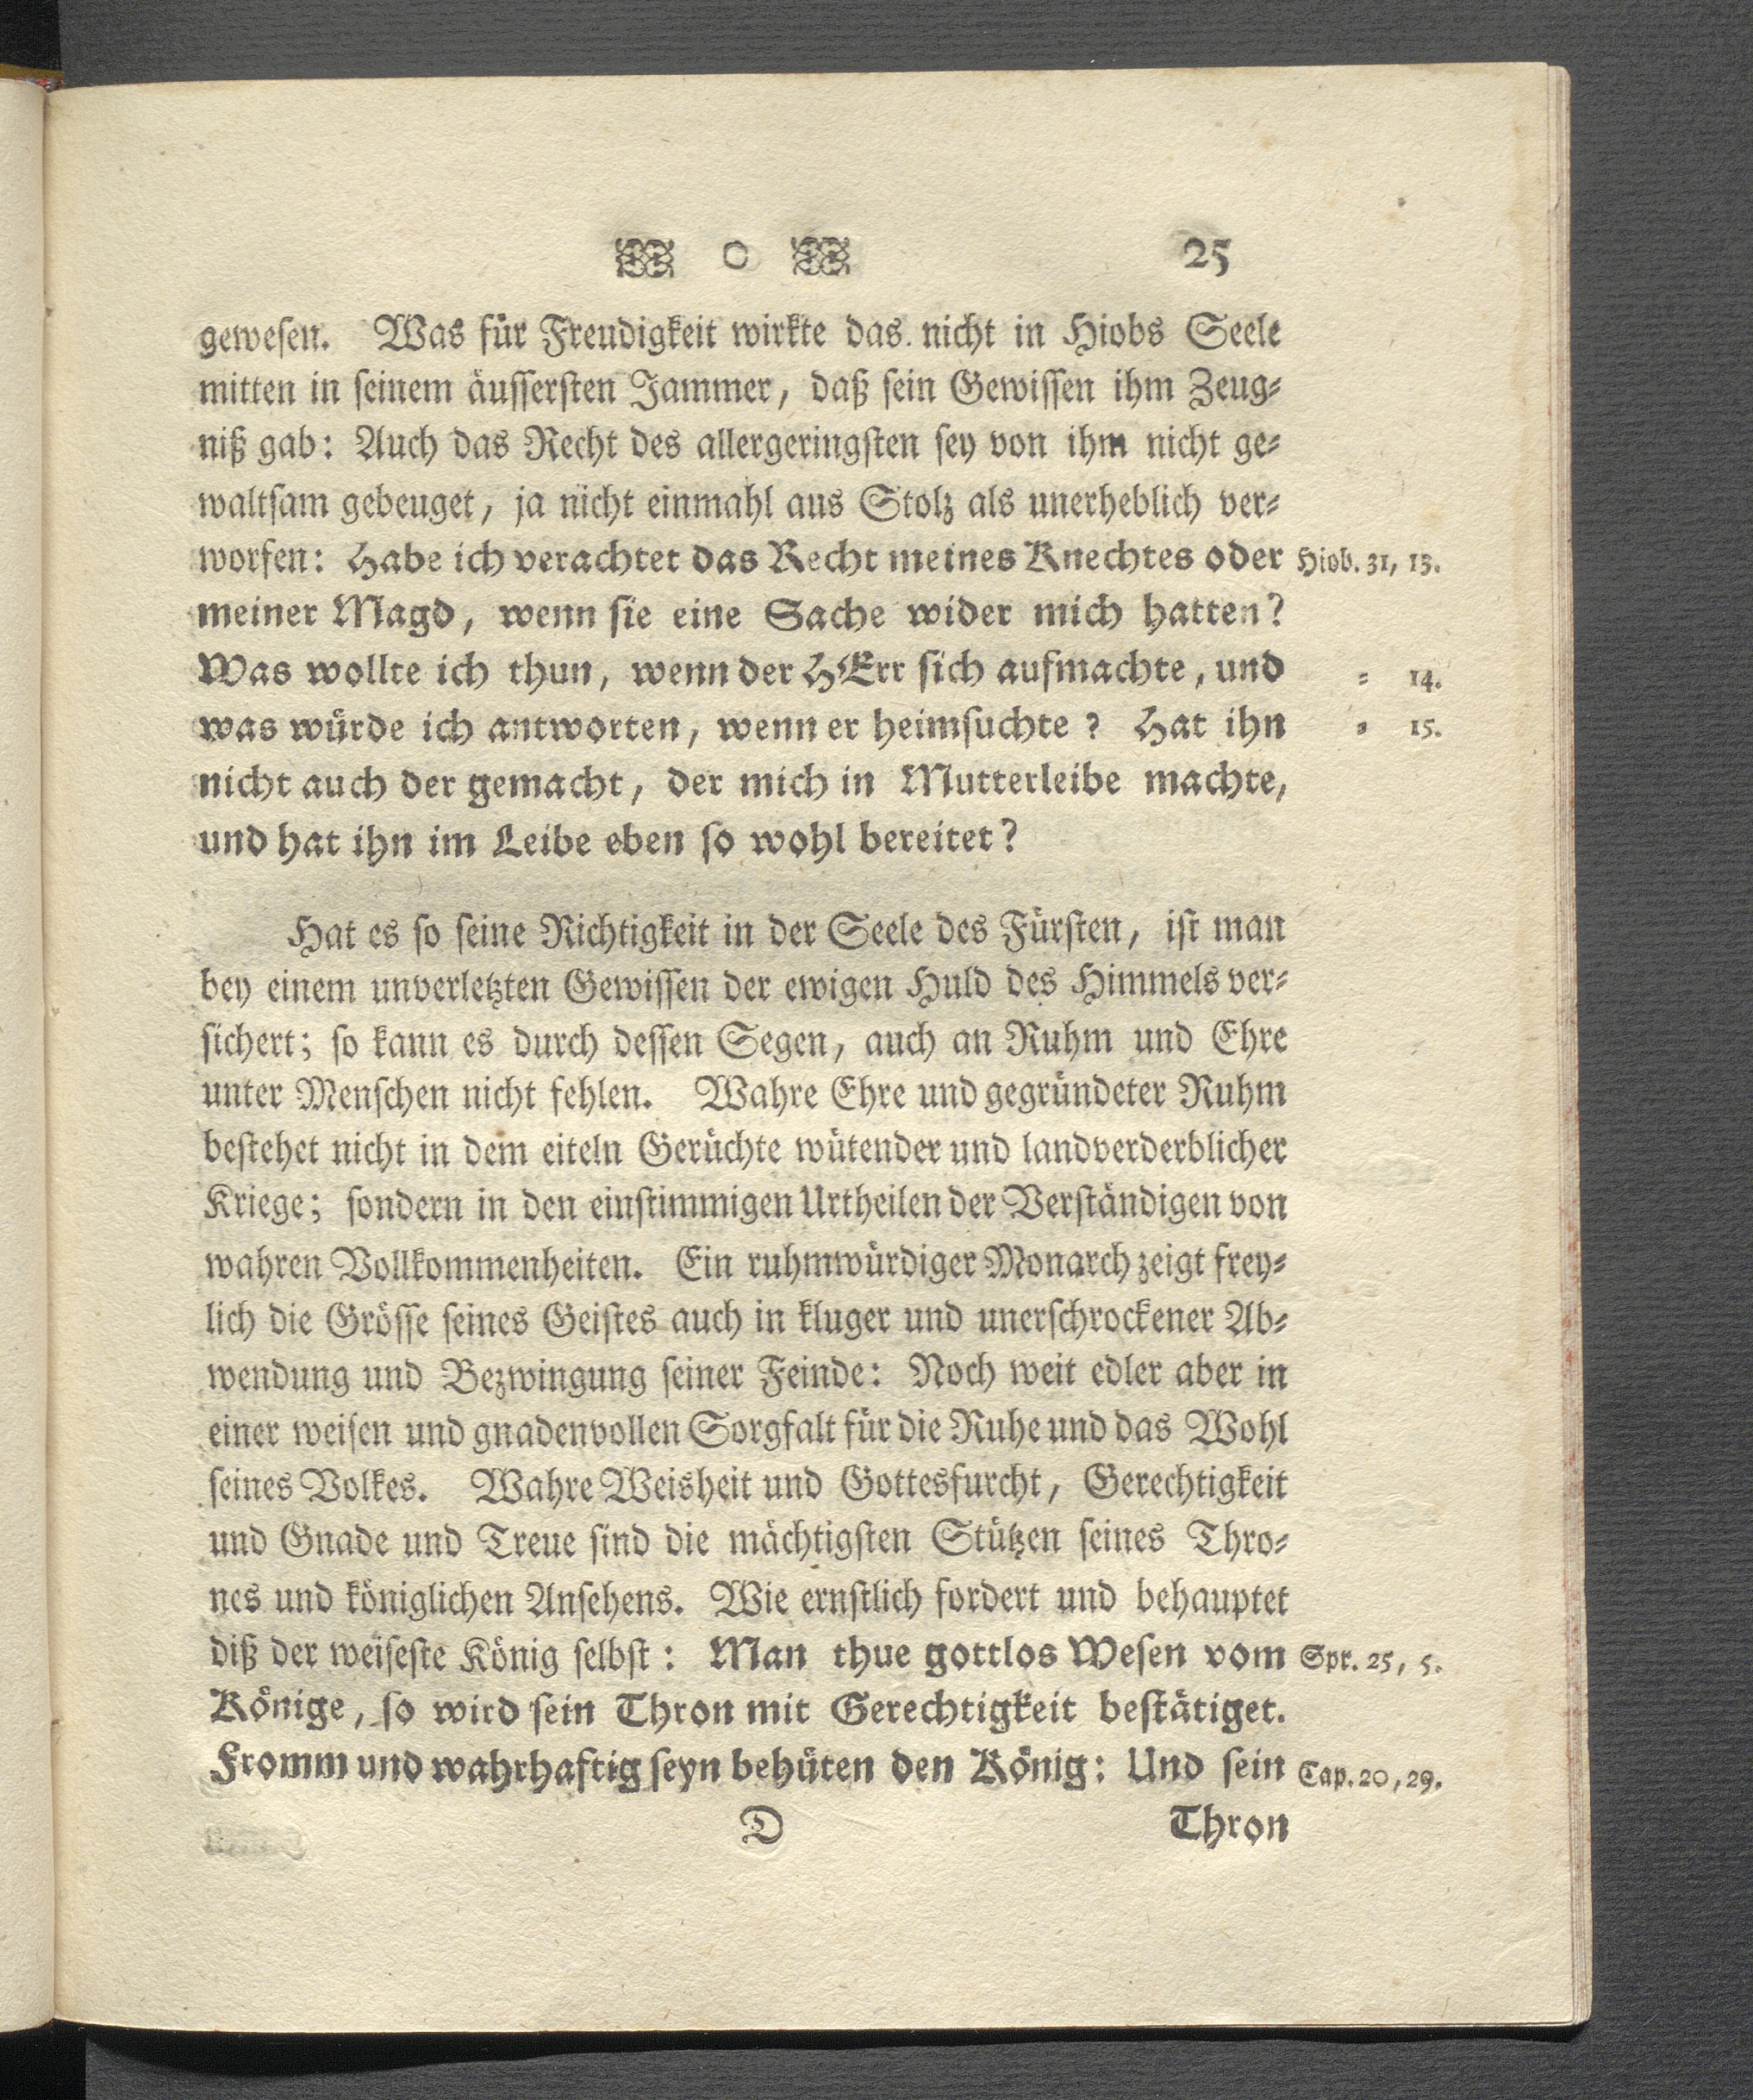 ○ 25
gewesen. Was für Freudigkeit wirkte das nicht in Hiobs Seele
mitten in seinem äussersten Jammer, daß sein Gewissen ihm Zeug-
niß gab: Auch das Recht des allergeringsten sey von ihm nicht ge-
waltsam gebeuget, ja nicht einmahl aus Stolz als unerheblich ver-
worfen: Habe ich verachtet das Recht meines Knechtes oder Hiob. 31, 13.
meiner Magd, wenn sie eine Sache wider mich hatten?
Was wollte ich thun, wenn der HErr sich aufmachte, und = 14.
was würde ich antworten, wenn er heimsuchte? Hat ihn = 15.
nicht auch der gemacht, der mich in Mutterleibe machte,
und hat ihn im Leibe eben so wohl bereitet?
Hat es so seine Richtigkeit in der Seele des Fürsten, ist man
bey einem unverletzten Gewissen der ewigen Huld des Himmels ver-
sichert; so kann es durch dessen Segen, auch an Ruhm und Ehre
unter Menschen nicht fehlen. Wahre Ehre und gegründeter Ruhm
bestehet nicht in dem eiteln Gerüchte wütender und landverderblicher
Kriege; sondern in den einstimmigen Urtheilen der Verständigen von
wahren Vollkommenheiten. Ein ruhmwürdiger Monarch zeigt frey-
lich die Grösse seines Geistes auch in kluger und unerschrockener Ab-
wendung und Bezwingung seiner Feinde: Noch weit edler aber in
einer weisen und gnadenvollen Sorgfalt für die Ruhe und das Wohl
seines Volkes. Wahre Weisheit und Gottesfurcht, Gerechtigkeit
und Gnade und Treue sind die mächtigsten Stützen seines Thro-
nes und königlichen Ansehens. Wie ernstlich fordert und behauptet
diß der weiseste König selbst: Man thue gottlos Wesen vom Spr. 25, 5.
Könige, so wird sein Thron mit Gerechtigkeit bestätiget.
Fromm und wahrhaftig seyn behüten den König: Und sein Cap. 20, 29.
D Thron